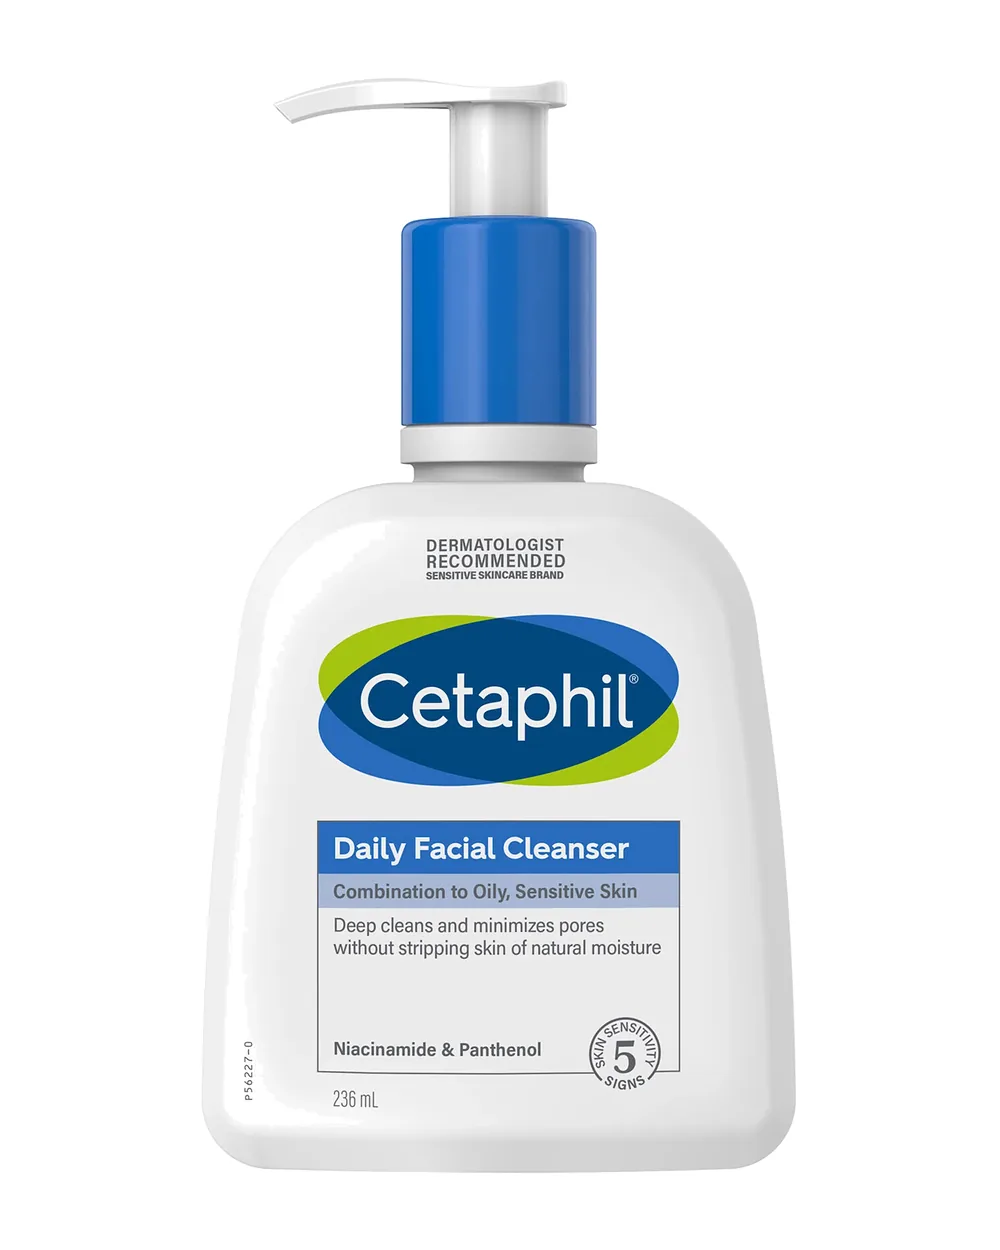 DERMATOLOGIST
RECOMMENDED
SENSITIVE SKINCARE BRAND
Cetaphil®
Daily Facial Cleanser
Combination to Oily, Sensitive Skin
Deep cleans and minimizes pores
without stripping skin of natural moisture
Niacinamide & Panthenol
SKIN SENSITIVITY
5
SIGNS
236 mL
P56227-0